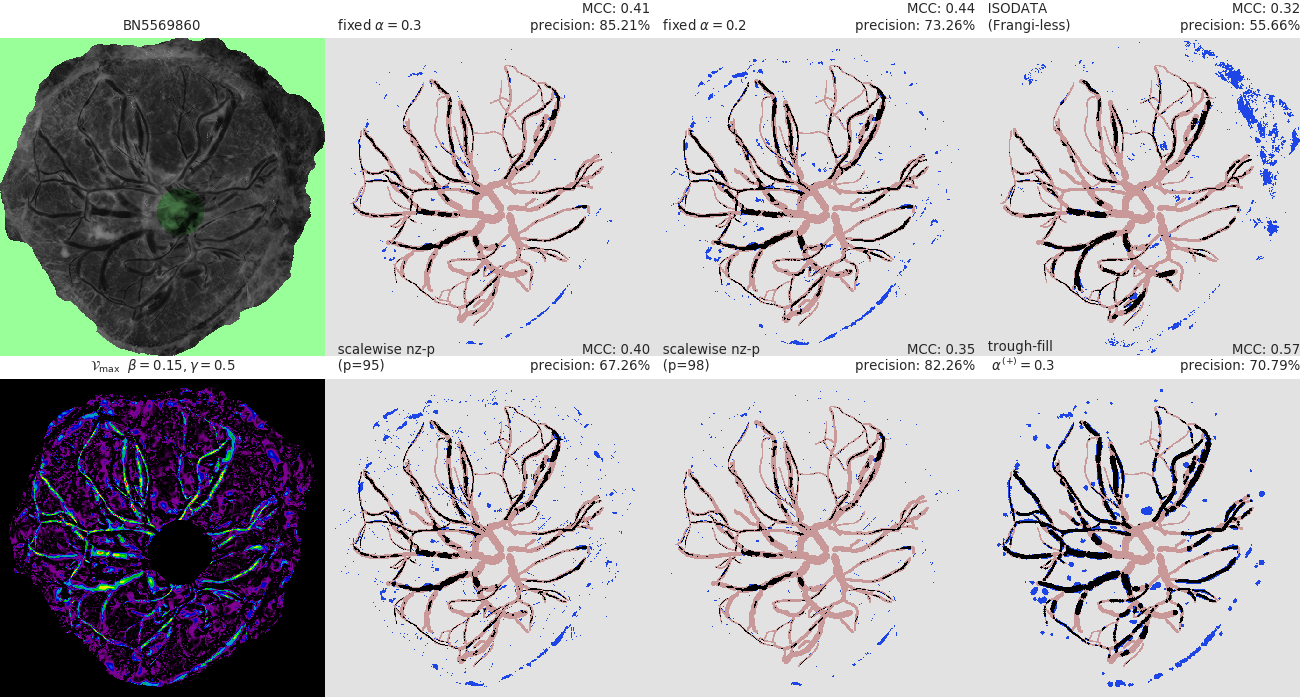 BN5569860
fixed α = 0.3
MCC: 0.41
precision: 85.21%
fixed α = 0.2
MCC: 0.44
precision: 73.26%
ISODATA
(Frangi-less)
MCC: 0.32
precision: 55.66%
𝒱max β = 0.15, γ = 0.5
scalewise nz-p
(p=95)
MCC: 0.40
precision: 67.26%
scalewise nz-p
(p=98)
MCC: 0.35
precision: 82.26%
trough-fill
α(+) = 0.3
MCC: 0.57
precision: 70.79%